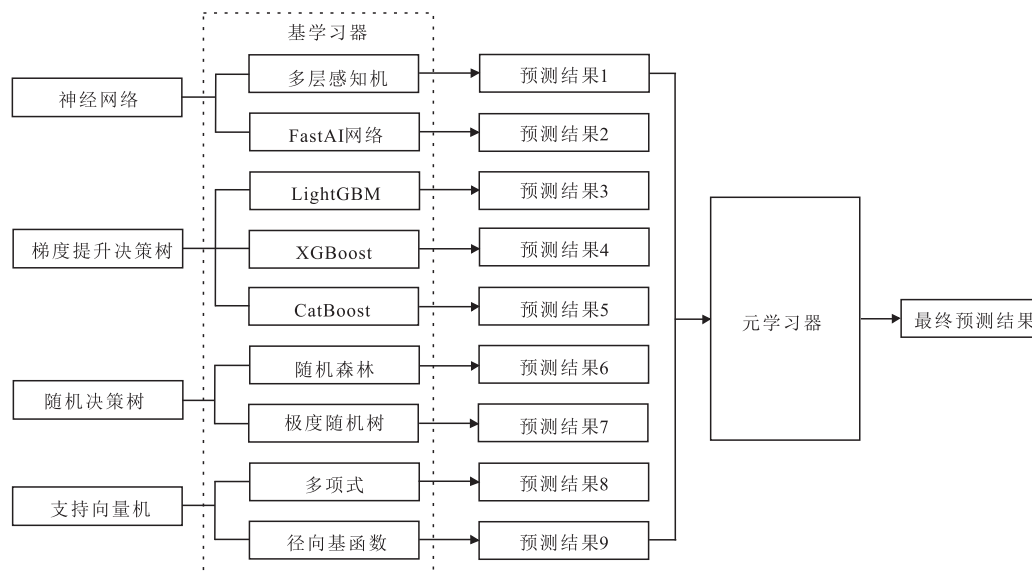 基学习器
神经网络
多层感知机
预测结果1
FastAI网络
预测结果2
梯度提升决策树
LightGBM
预测结果3
XGBoost
预测结果4
CatBoost
预测结果5
随机决策树
随机森林
预测结果6
极度随机树
预测结果7
支持向量机
多项式
预测结果8
径向基函数
预测结果9
元学习器
最终预测结果